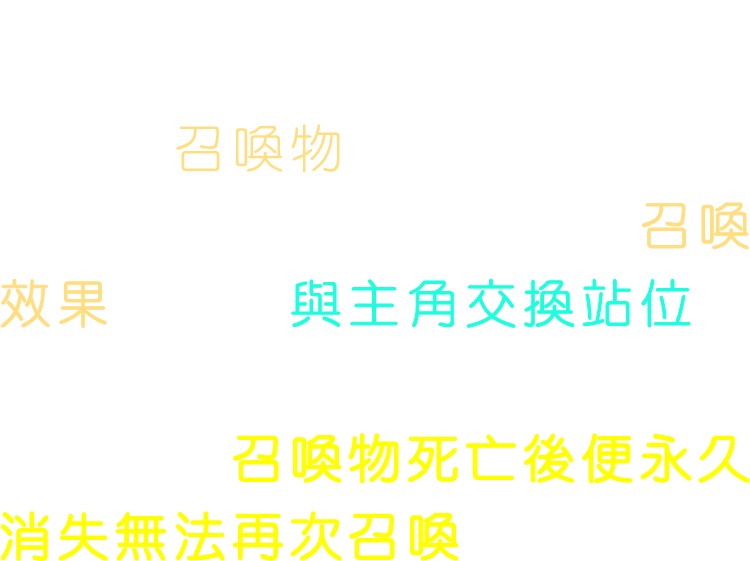 召喚物
召喚
效果 與主角交換站位
召喚物死亡後便永久
消失無法再次召喚